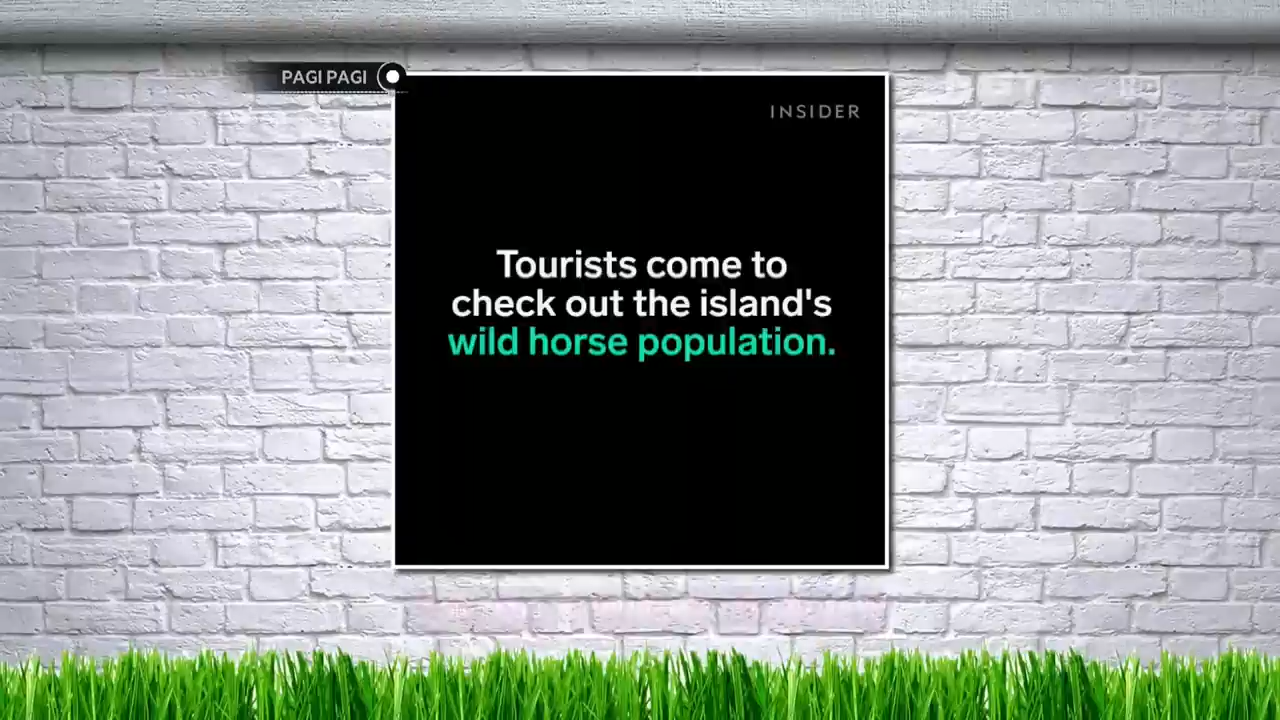 PAGI PAGI
INSIDER
Tourists come to
check out the island's
wild horse population.